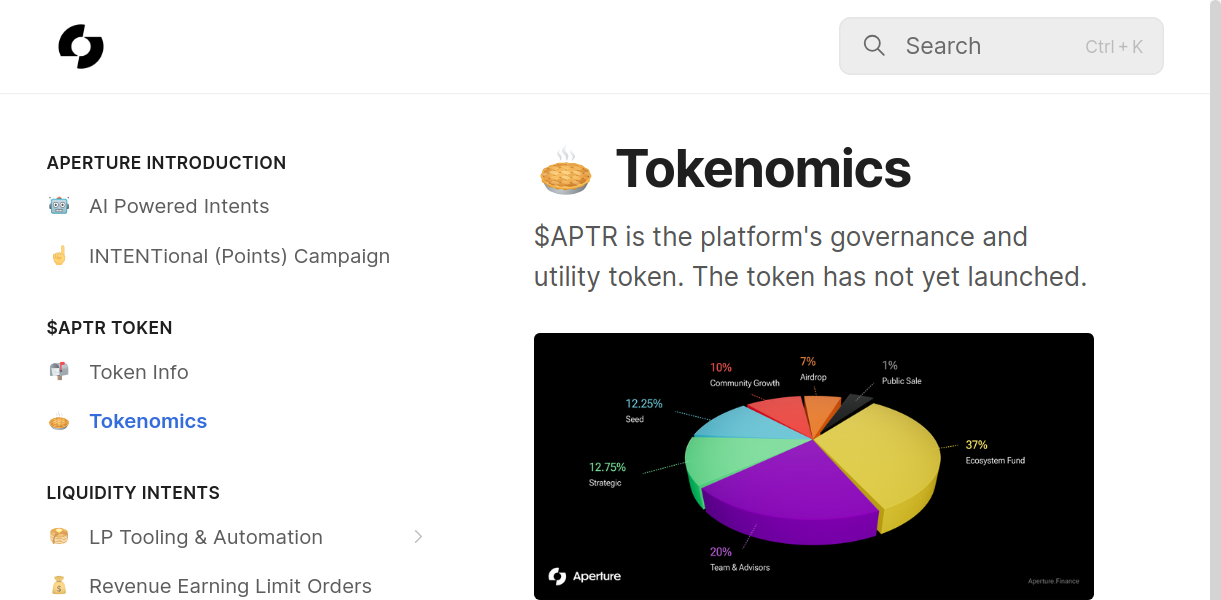 Search Ctrl + K
APERTURE INTRODUCTION
AI Powered Intents
INTENTional (Points) Campaign
$APTR TOKEN
Token Info
Tokenomics
LIQUIDITY INTENTS
LP Tooling & Automation
Revenue Earning Limit Orders
Tokenomics
$APTR is the platform's governance and
utility token. The token has not yet launched.
10%
Community Growth
7%
Airdrop
1%
Public Sale
12.25%
Seed
37%
Ecosystem Fund
12.75%
Strategic
20%
Team & Advisors
Aperture
Aperture.Finance